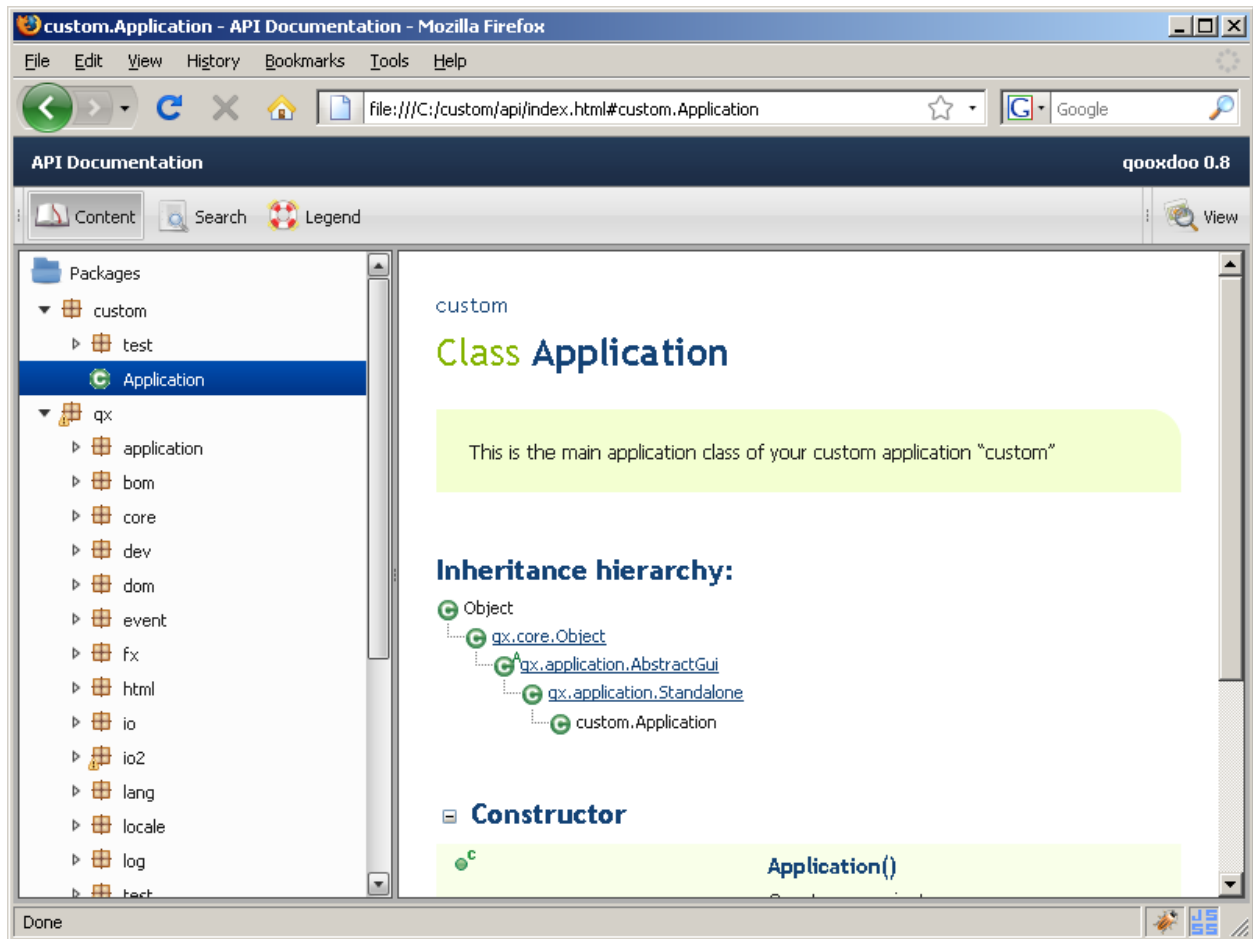 custom.Application - API Documentation - Mozilla Firefox
File Edit View History Bookmarks Tools Help
file:///C:/custom/api/index.html#custom.Application
G Google
API Documentation
qooxdoo 0.8
Content Search Legend
View
Packages
custom
test
Application
qx
application
bom
core
dev
dom
event
fx
html
io
io2
lang
locale
log
test
custom
Class Application
This is the main application class of your custom application “custom”
Inheritance hierarchy:
C Object
C qx.core.Object
C A qx.application.AbstractGui
C qx.application.Standalone
C custom.Application
Constructor
C Application()
Done
JS
SS